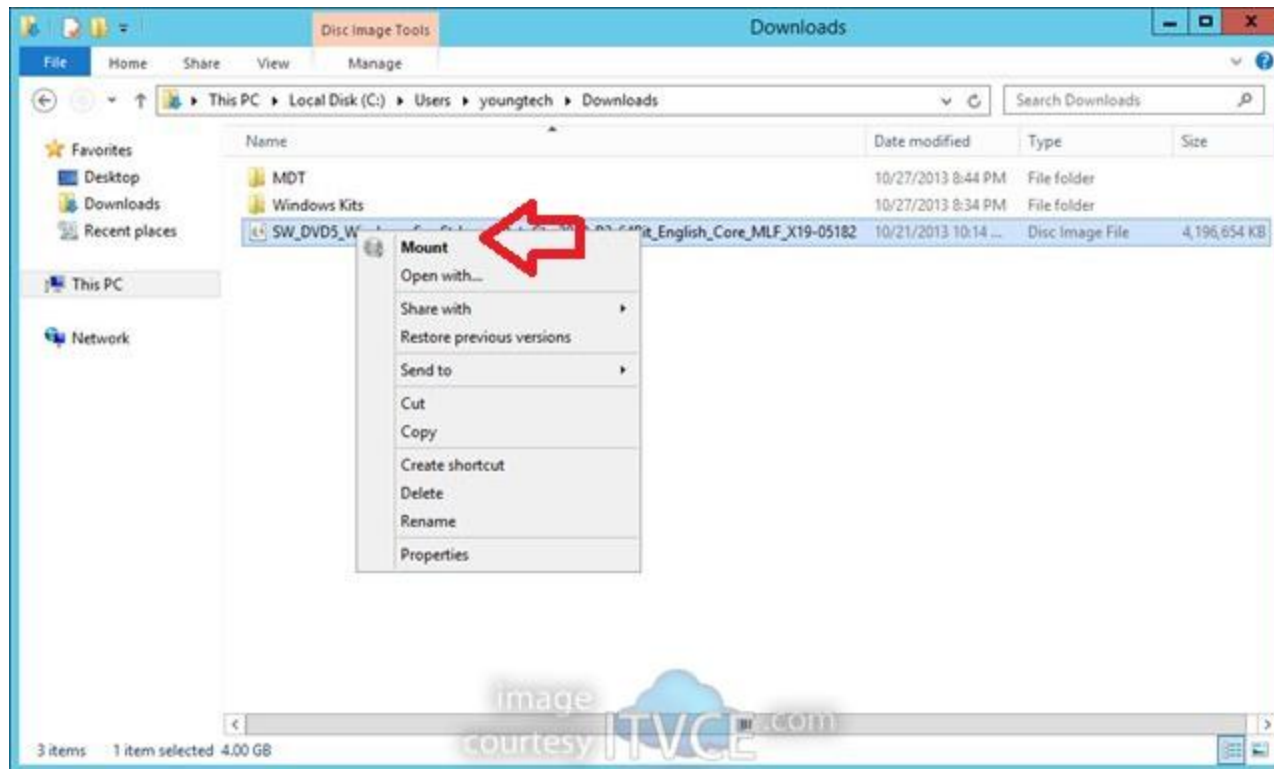 Disc Image Tools Downloads
File Home Share View Manage
This PC Local Disk (C:) Users youngtech Downloads Search Downloads
Name Date modified Type Size
Favorites
Desktop
Downloads
Recent places
This PC
Network
MDT 10/27/2013 8:44 PM File folder
Windows Kits 10/27/2013 8:34 PM File folder
SW_DVD5_W Bit_English_Core_MLF_X19-05182 10/21/2013 10:14 ... Disc Image File 4,196,654 KB
Mount
Open with...
Share with
Restore previous versions
Send to
Cut
Copy
Create shortcut
Delete
Rename
Properties
image
courtesy ITVCE.com
3 items 1 item selected 4.00 GB